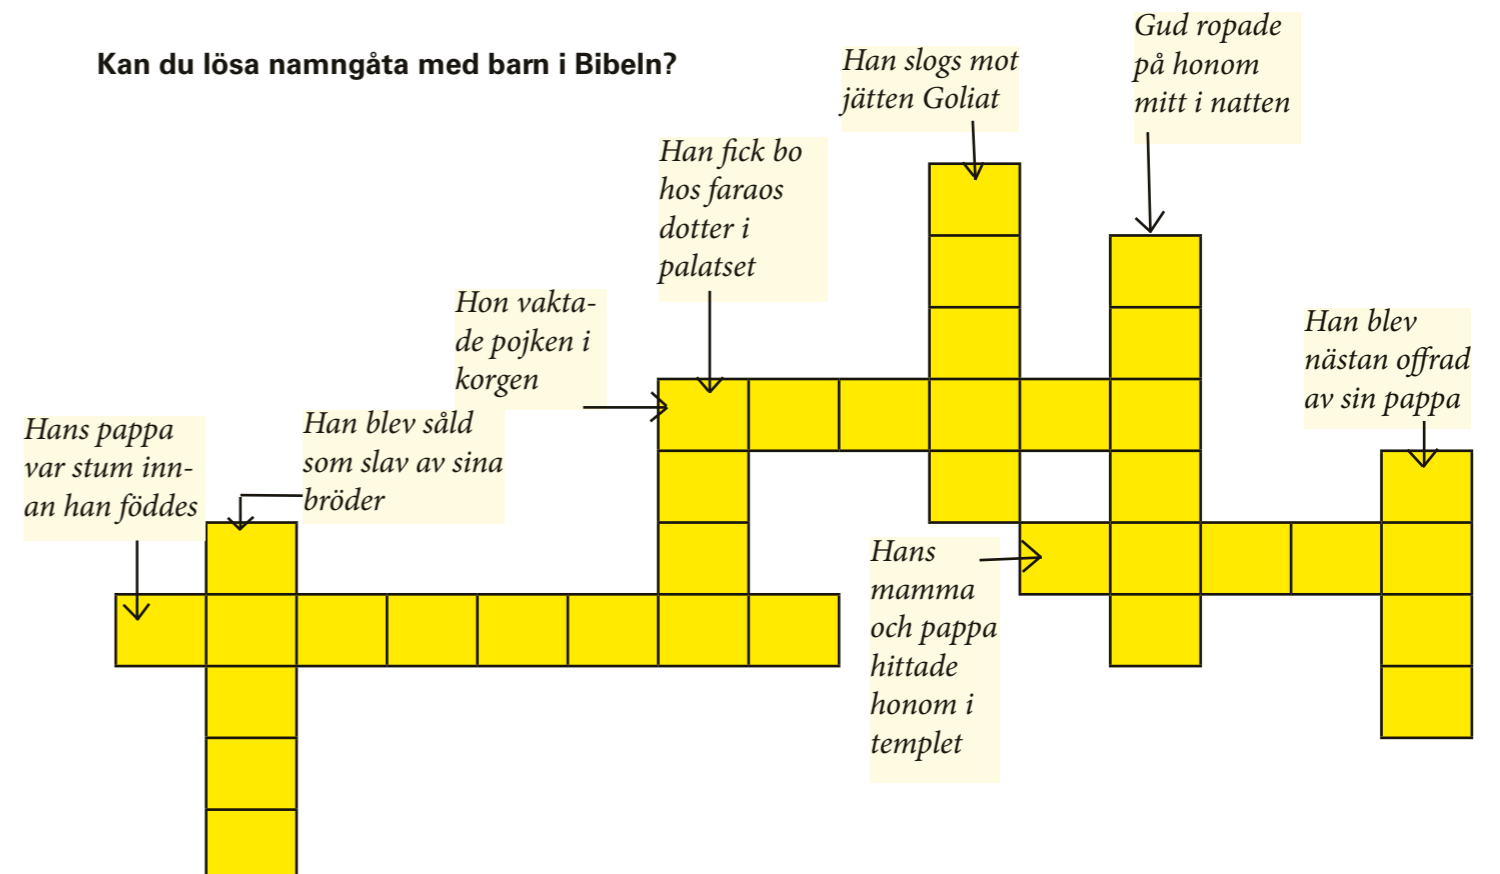 Kan du lösa namngåta med barn i Bibeln?
Han slogs mot
jätten Goliat
Gud ropade
på honom
mitt i natten
Han fick bo
hos faraos
dotter i
palatset
Hon vakta-
de pojken i
korgen
Han blev
nästan offrad
av sin pappa
Hans pappa
var stum inn-
an han föddes
Han blev såld
som slav av sina
bröder
Hans
mamma
och pappa
hittade
honom i
templet